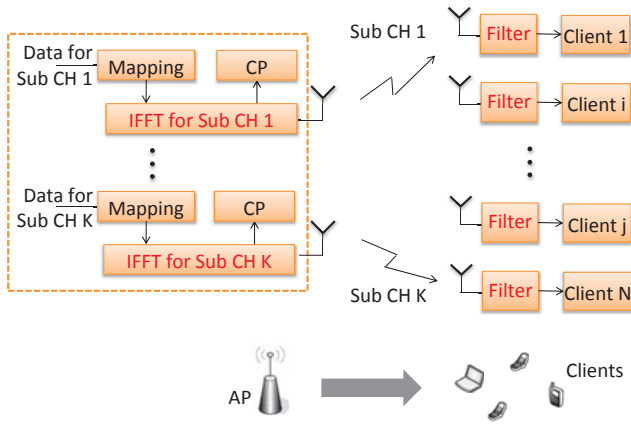 Data for
Sub CH 1
Mapping
CP
IFFT for Sub CH 1
Data for
Sub CH K
Mapping
CP
IFFT for Sub CH K
Sub CH 1
Sub CH K
Filter
Client 1
Filter
Client i
Filter
Client j
Filter
Client N
AP
Clients